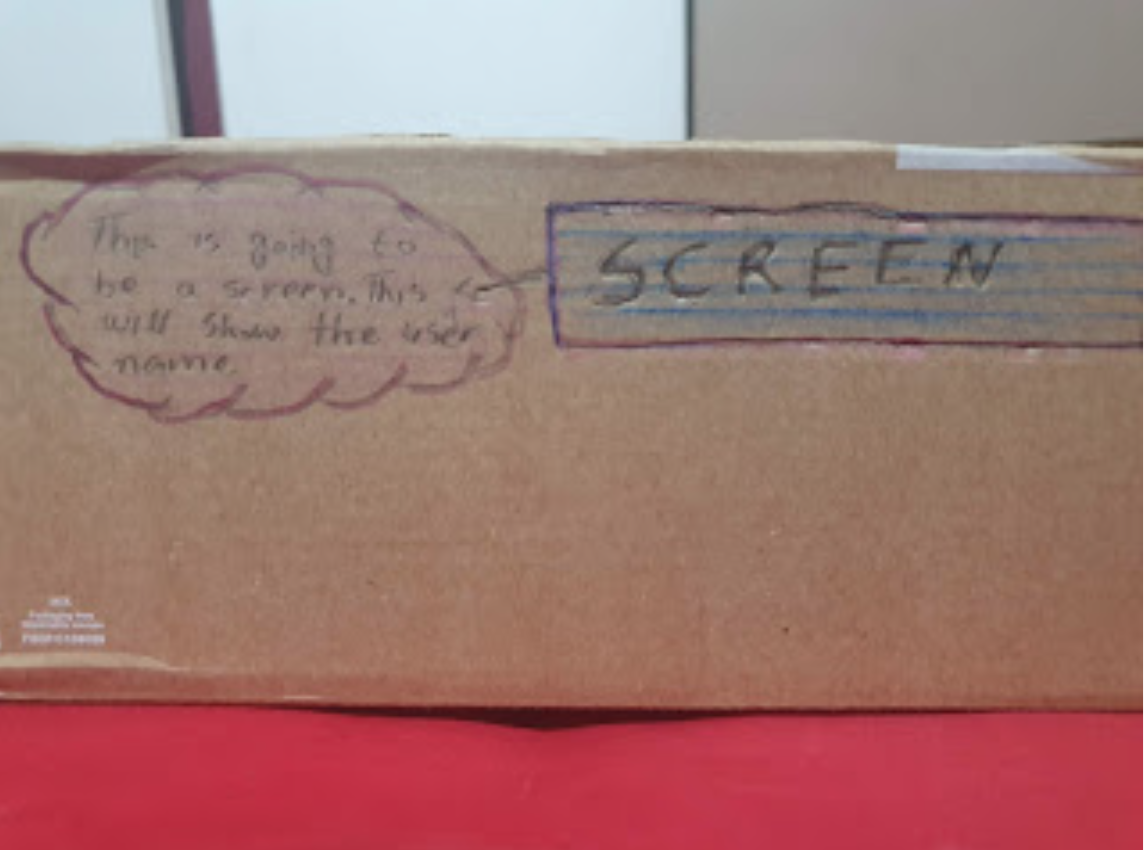 This is going to
be a screen. This
will show the user
name.
SCREEN